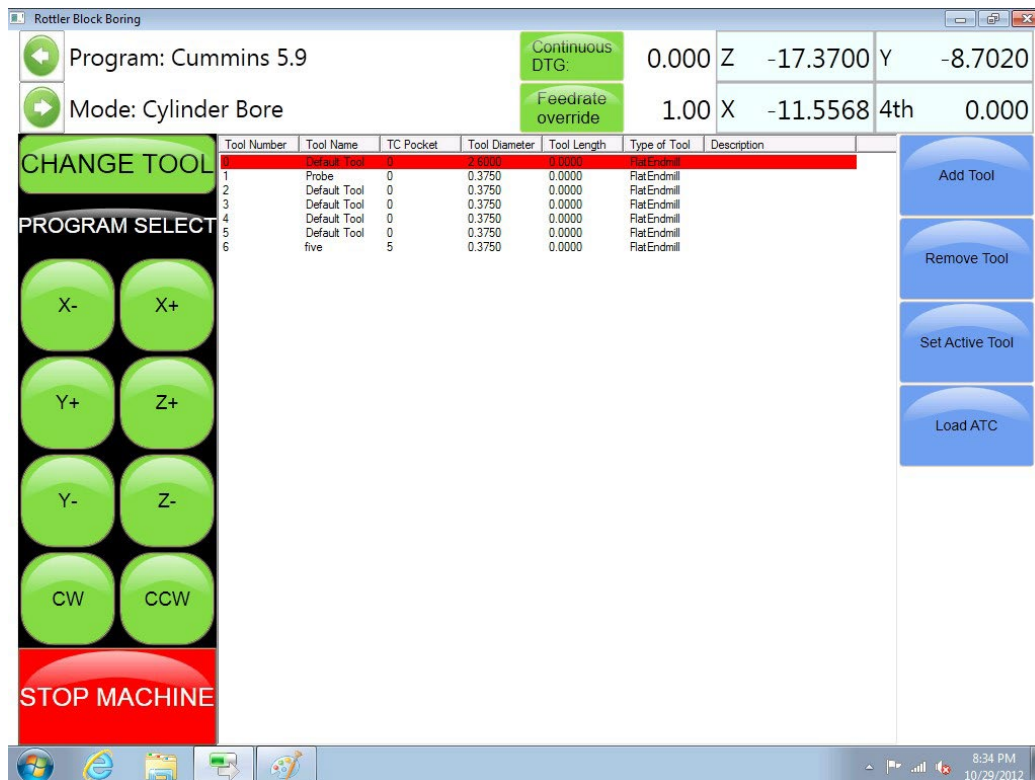 Rottler Block Boring
Program: Cummins 5.9
Continuous DTG:
0.000
Z -17.3700
Y -8.7020
Mode: Cylinder Bore
Feedrate override
1.00
X -11.5568
4th 0.000
CHANGE TOOL
PROGRAM SELECT
X- X+
Y+ Z+
Y- Z-
CW CCW
STOP MACHINE
Tool Number Tool Name TC Pocket Tool Diameter Tool Length Type of Tool Description
0 Default Tool 0 2.6000 0.0000 FlatEndmill
1 Probe 0 0.3750 0.0000 FlatEndmill
2 Default Tool 0 0.3750 0.0000 FlatEndmill
3 Default Tool 0 0.3750 0.0000 FlatEndmill
4 Default Tool 0 0.3750 0.0000 FlatEndmill
5 Default Tool 0 0.3750 0.0000 FlatEndmill
6 five 5 0.3750 0.0000 FlatEndmill
Add Tool
Remove Tool
Set Active Tool
Load ATC
8:34 PM
10/29/2012